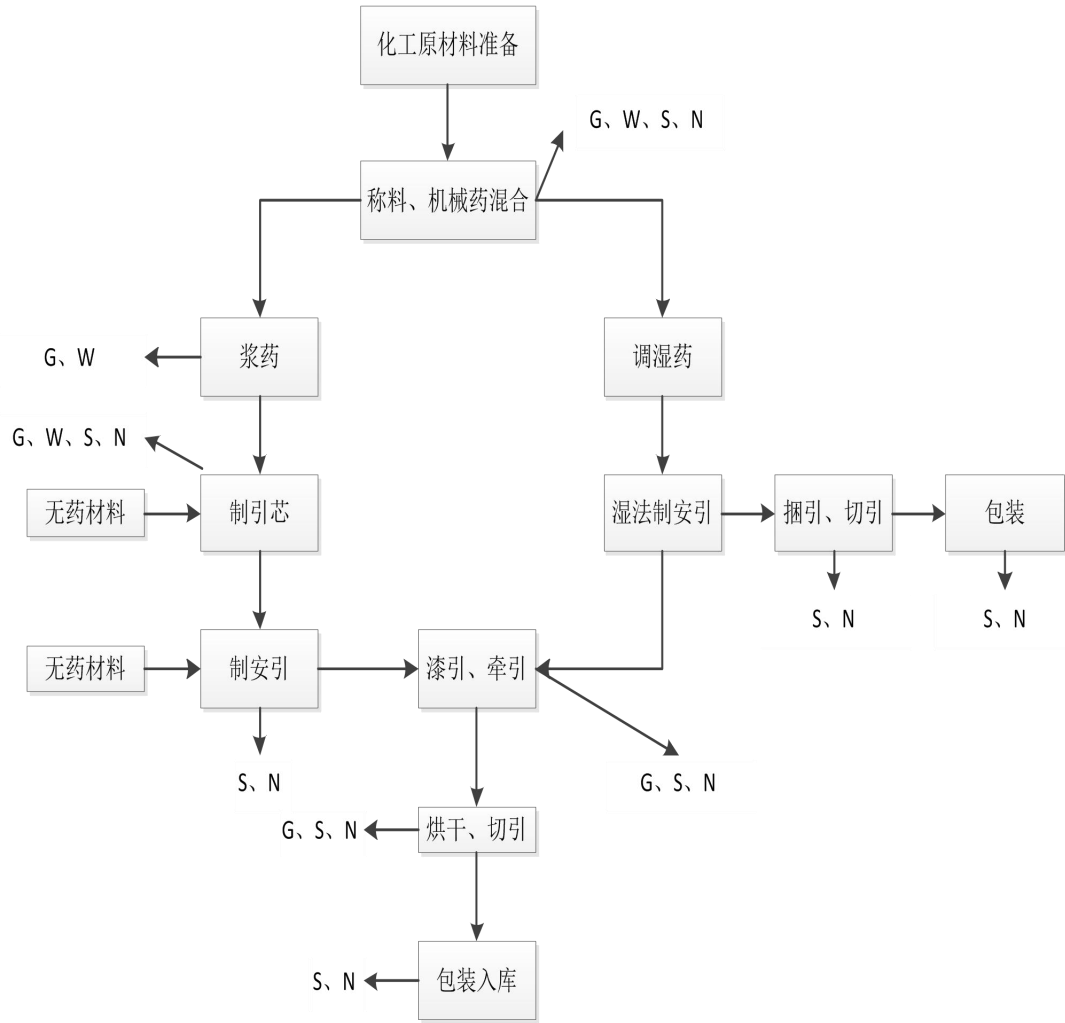 化工原材料准备
G、W、S、N
称料、机械药混合
浆药
调湿药
G、W
G、W、S、N
无药材料
制引芯
湿法制安引
捆引、切引
包装
S、N
S、N
无药材料
制安引
漆引、牵引
S、N
G、S、N
G、S、N
烘干、切引
S、N
包装入库